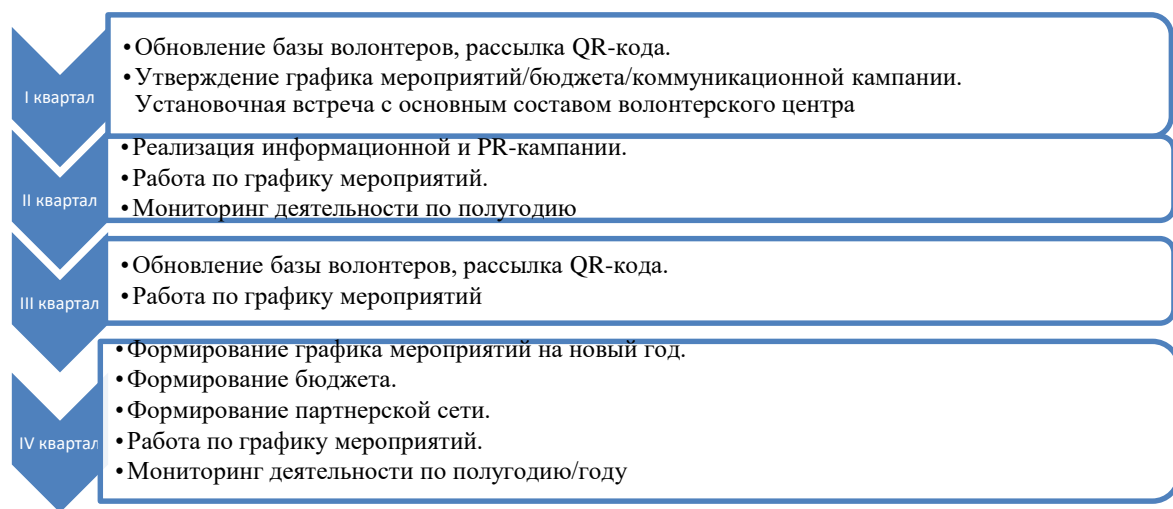 I квартал
•Обновление базы волонтеров, рассылка QR-кода.
•Утверждение графика мероприятий/бюджета/коммуникационной кампании.
Установочная встреча с основным составом волонтерского центра
II квартал
•Реализация информационной и PR-кампании.
•Работа по графику мероприятий.
•Мониторинг деятельности по полугодию
III квартал
•Обновление базы волонтеров, рассылка QR-кода.
•Работа по графику мероприятий
IV квартал
•Формирование графика мероприятий на новый год.
•Формирование бюджета.
•Формирование партнерской сети.
•Работа по графику мероприятий.
•Мониторинг деятельности по полугодию/году